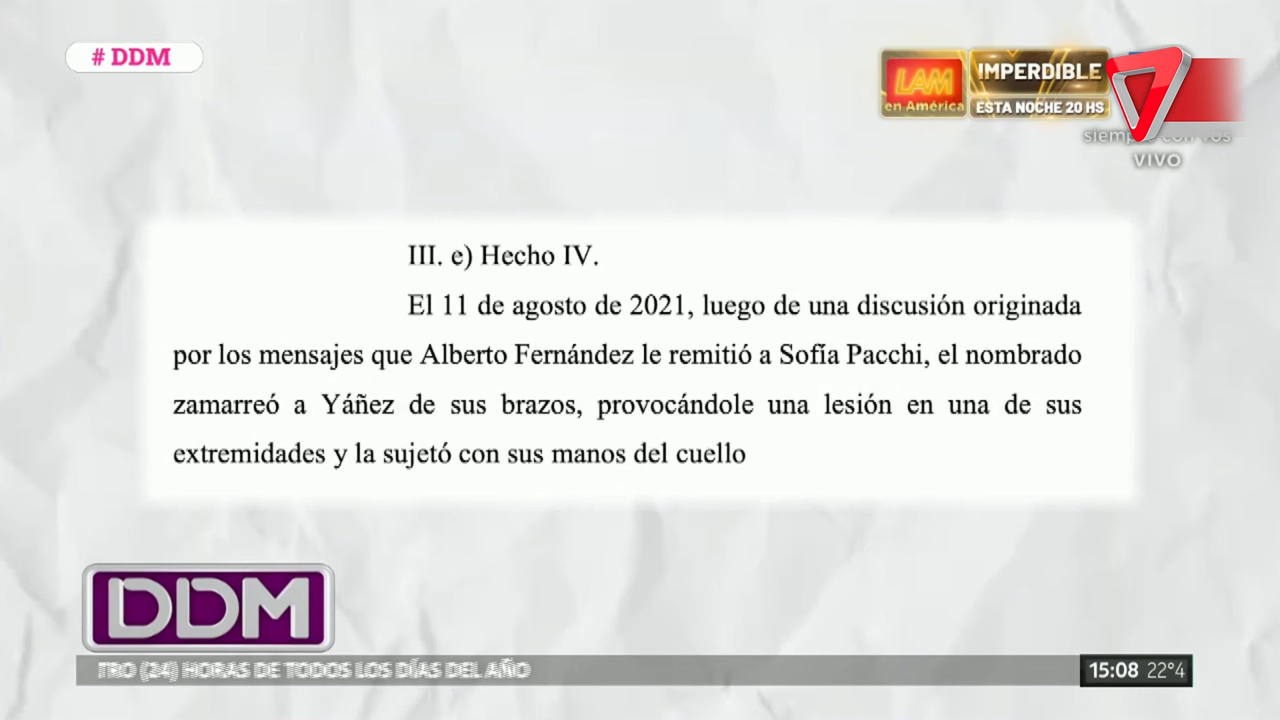 # DDM
LAM
en América
IMPERDIBLE
ESTA NOCHE 20 HS
VIVO
III. e) Hecho IV.
El 11 de agosto de 2021, luego de una discusión originada
por los mensajes que Alberto Fernández le remitió a Sofía Pacchi, el nombrado
zamarreó a Yáñez de sus brazos, provocándole una lesión en una de sus
extremidades y la sujetó con sus manos del cuello
DDM
TRO (24) HORAS DE TODOS LOS DÍAS DEL AÑO
15:08 22°4